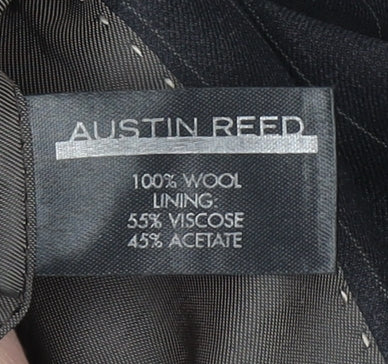 AUSTIN REED
100% WOOL
LINING:
55% VISCOSE
45% ACETATE